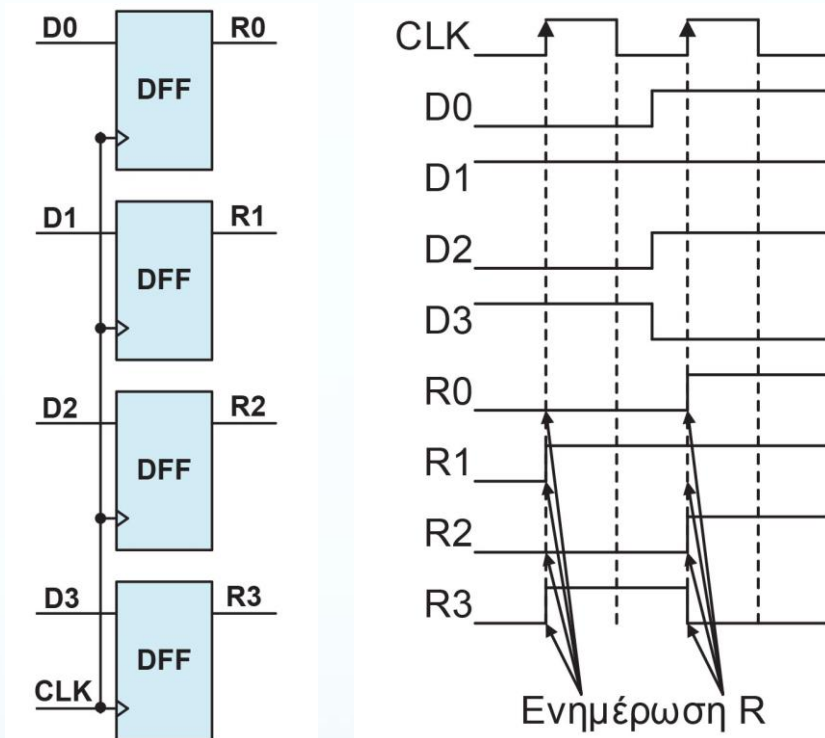 D0 R0
DFF
D1 R1
DFF
D2 R2
DFF
D3 R3
DFF
CLK
CLK
D0
D1
D2
D3
R0
R1
R2
R3
Ενημέρωση R